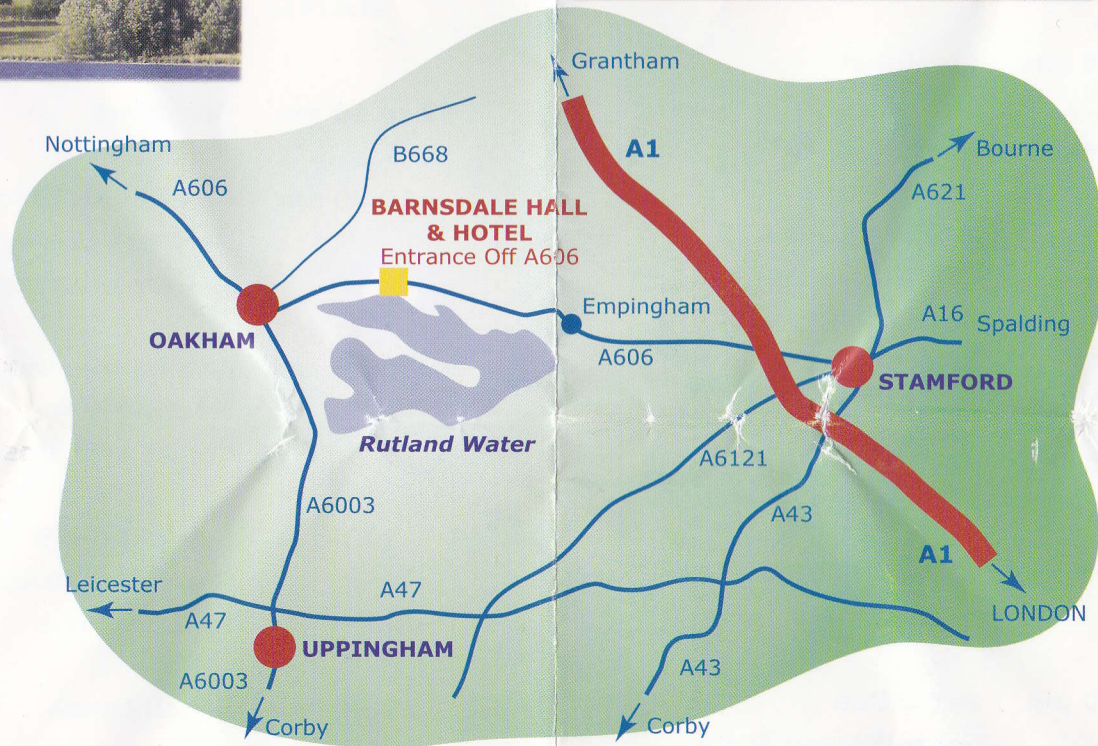 Grantham
A1
Nottingham
B668
Bourne
A606
A621
BARNSDALE HALL
& HOTEL
Entrance Off A606
Empingham
A16
Spalding
OAKHAM
A606
STAMFORD
Rutland Water
A6121
A6003
A43
A1
Leicester
A47
A47
LONDON
UPPINGHAM
A6003
A43
Corby
Corby